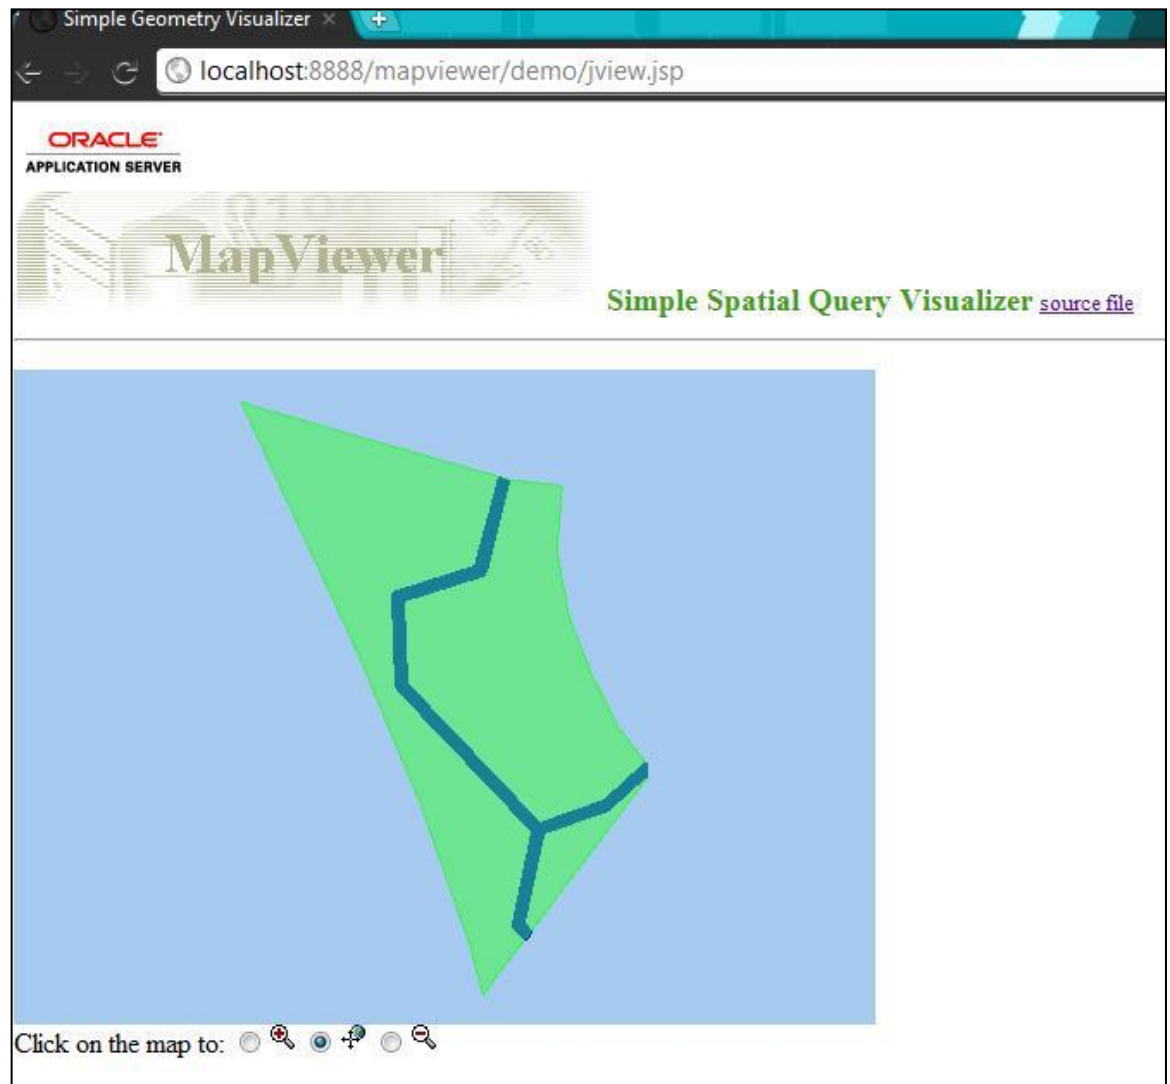 Simple Geometry Visualizer
localhost:8888/mapviewer/demo/jview.jsp
ORACLE
APPLICATION SERVER
0100
MapViewer
Simple Spatial Query Visualizer source file
Click on the map to: